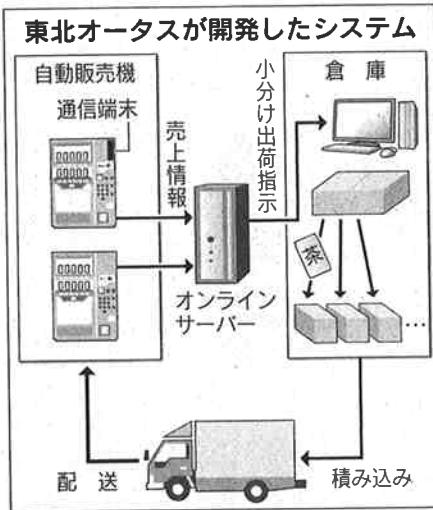 東北オータスが開発したシステム
自動販売機
通信端末
売上情報
オンライン
サーバー
小分け出荷指示
倉庫
茶
…
積み込み
配送